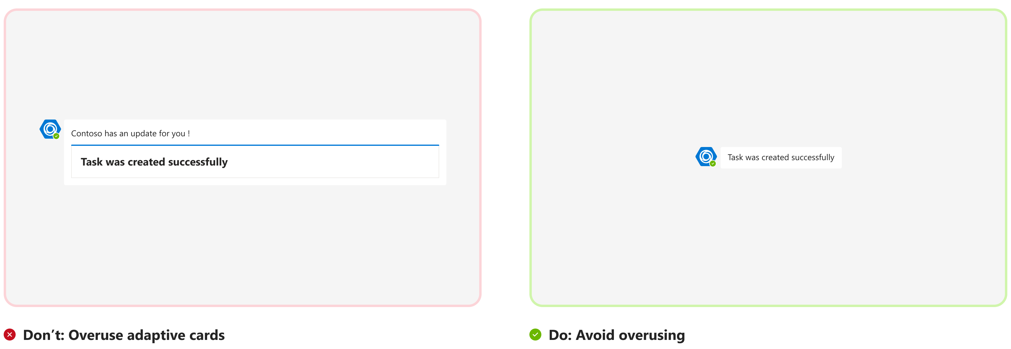 Contoso has an update for you !
Task was created successfully
Don't: Overuse adaptive cards
Task was created successfully
Do: Avoid overusing